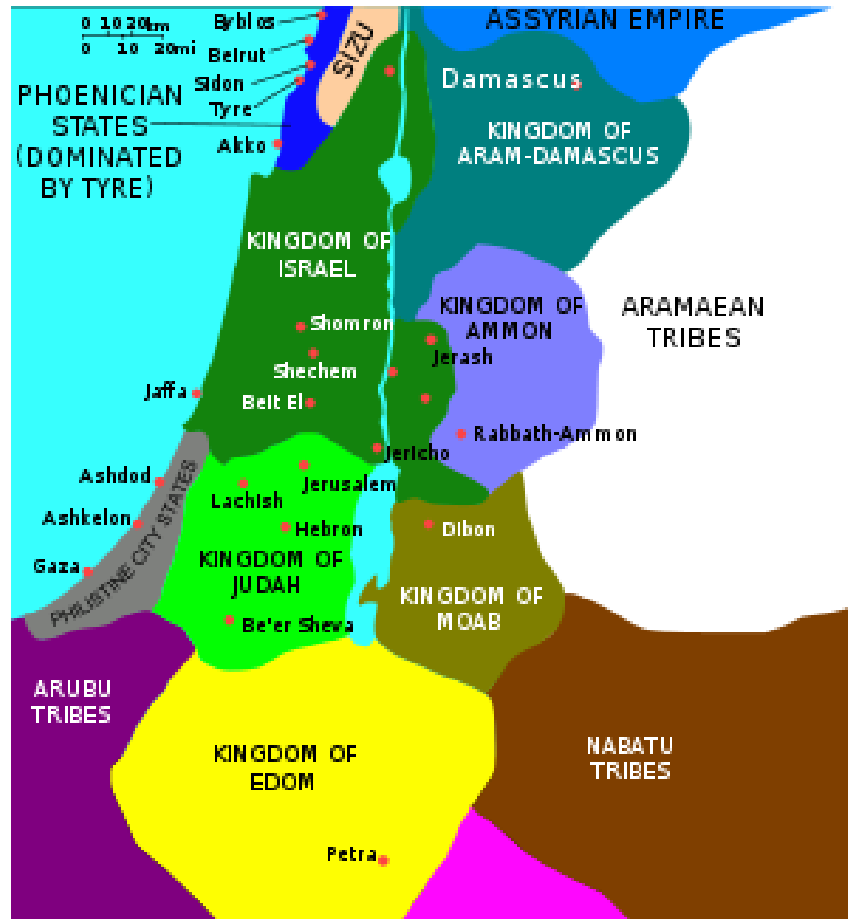 Byblos
ASSYRIAN EMPIRE
0 10 20km
0 10 20mi
Beirut
SIZU
Sidon
Damascus
Tyre
PHOENICIAN
STATES
(DOMINATED
BY TYRE)
Akko
KINGDOM OF
ARAM-DAMASCUS
KINGDOM OF
ISRAEL
KINGDOM OF
AMMON
ARAMAEAN
TRIBES
Shomron
Jerash
Shechem
Jaffa
Beit El
Rabbath-Ammon
Jericho
Ashdod
Jerusalem
Lachish
Ashkelon
Hebron
Dibon
PHILISTINE CITY STATES
Gaza
KINGDOM OF
JUDAH
KINGDOM OF
MOAB
Be'er Sheva
ARUBU
TRIBES
KINGDOM OF
EDOM
NABATU
TRIBES
Petra